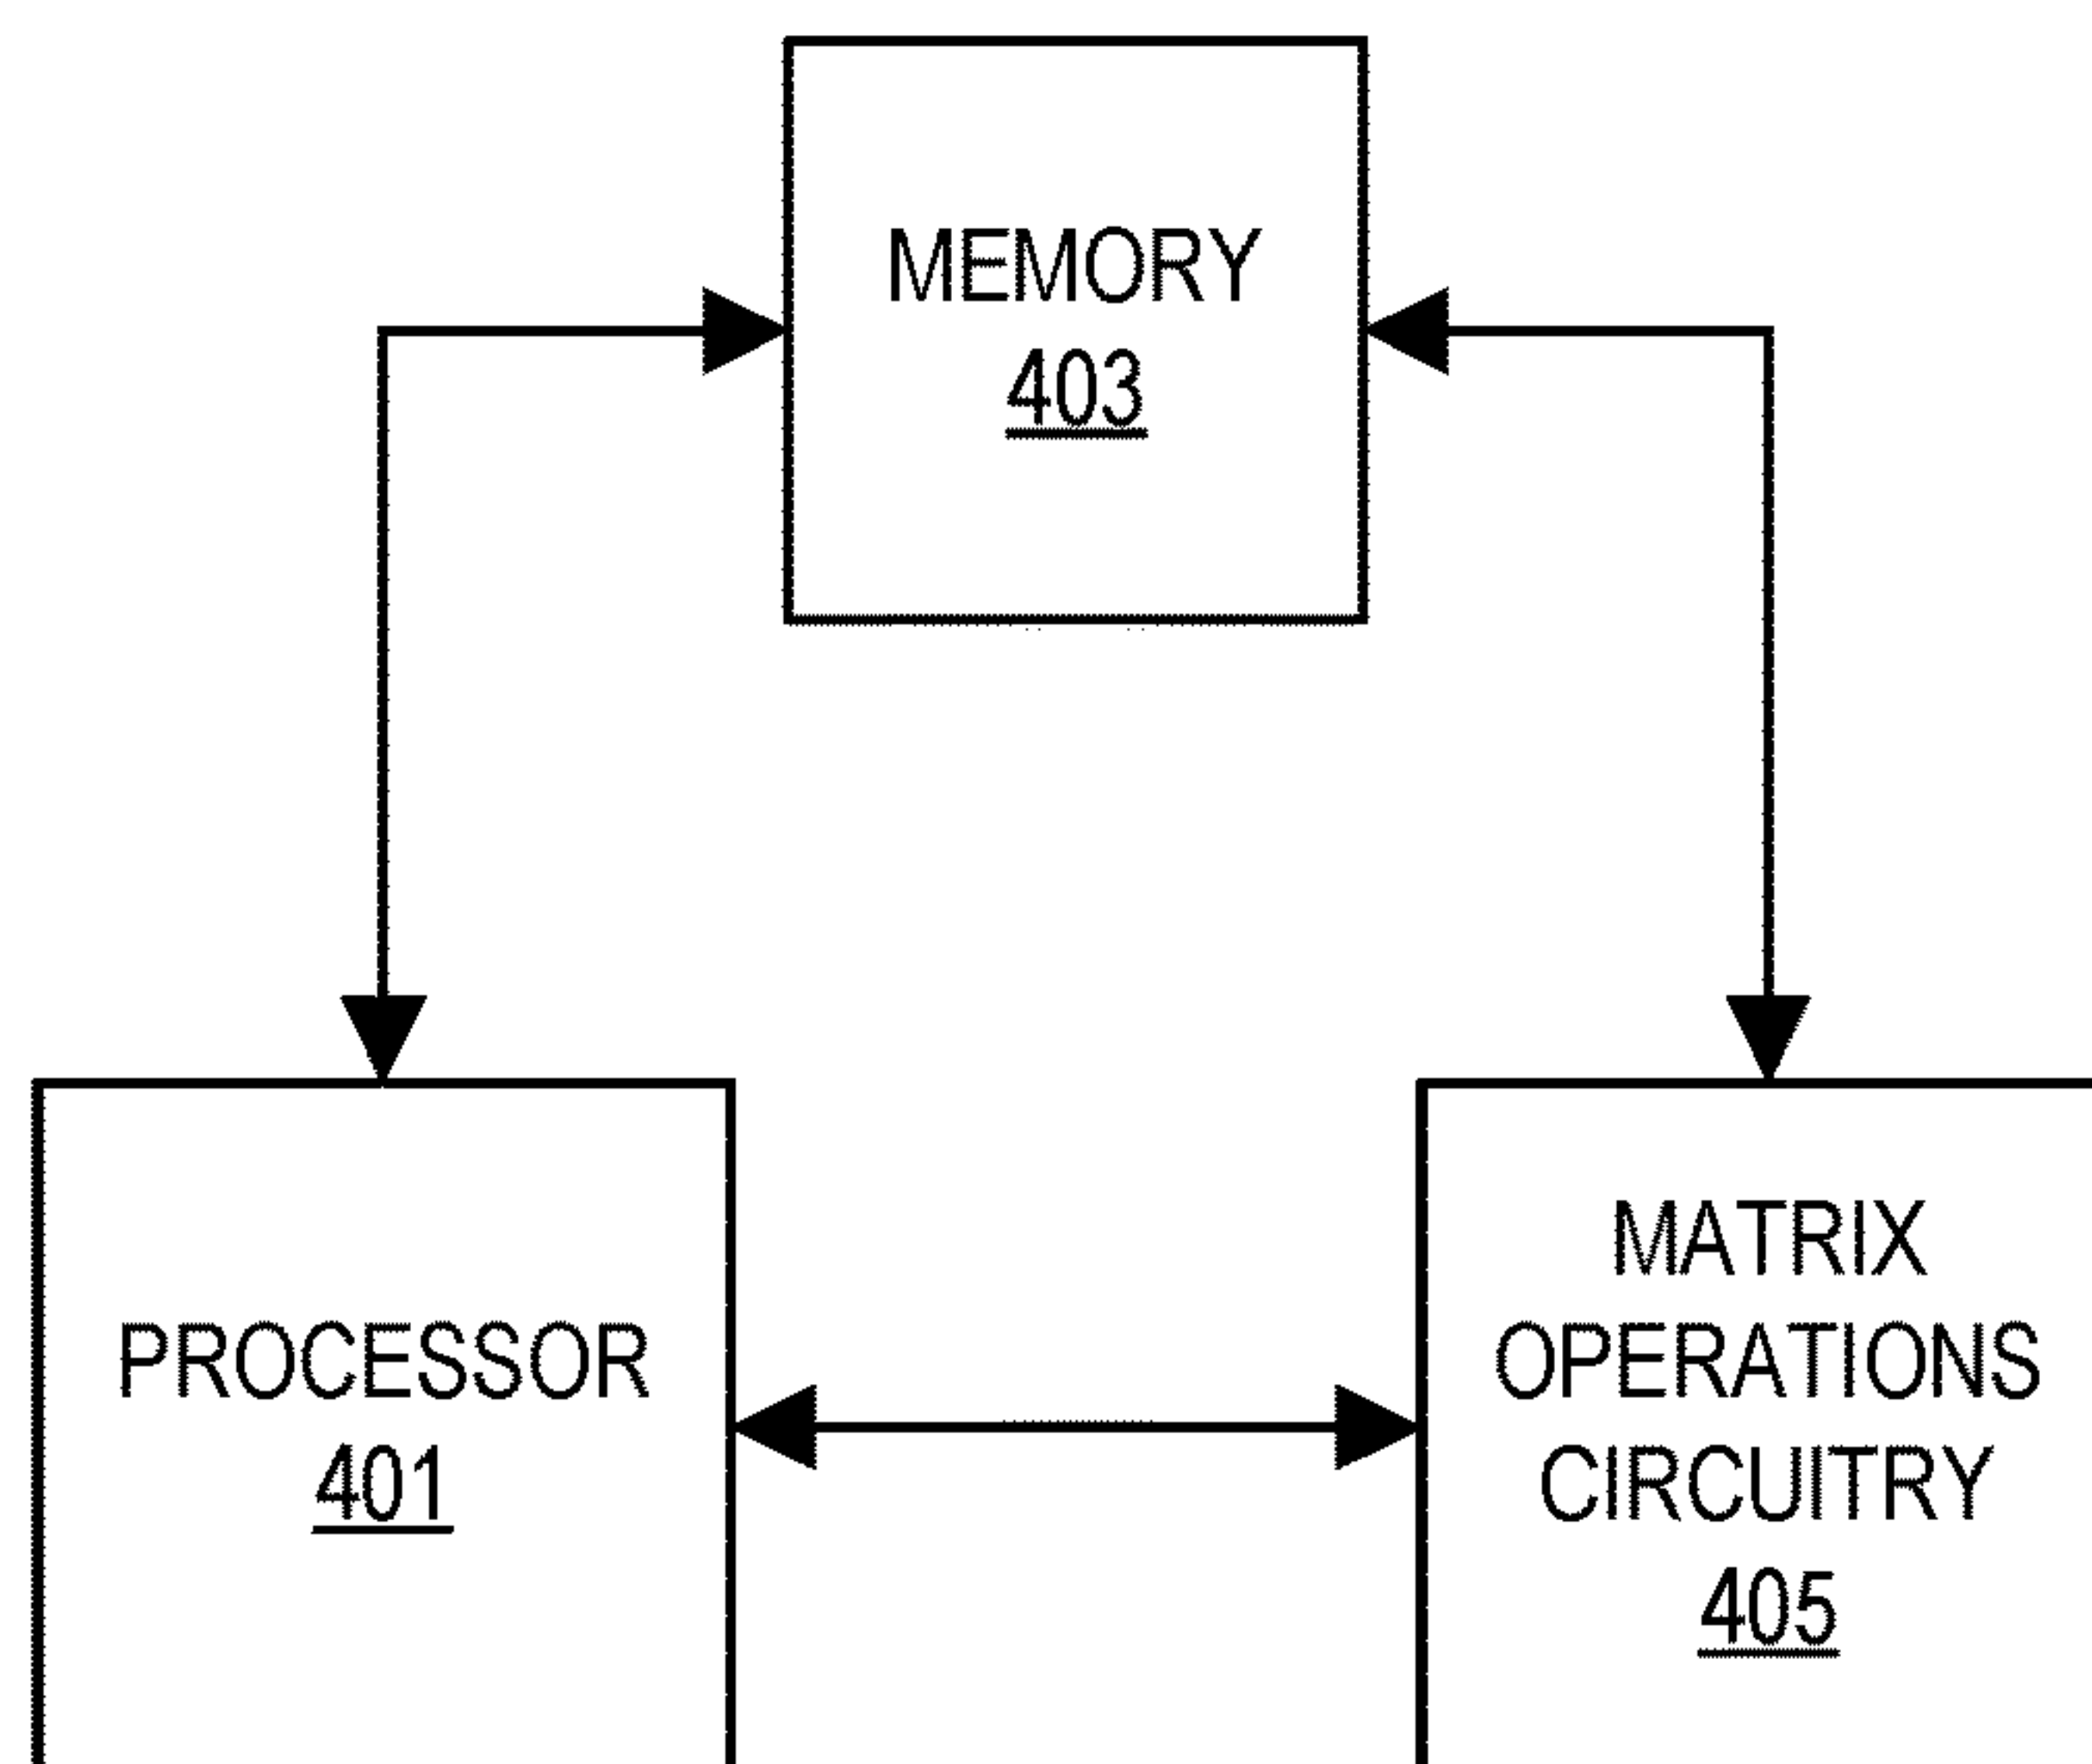 MEMORY
403
PROCESSOR
401
MATRIX
OPERATIONS
CIRCUITRY
405